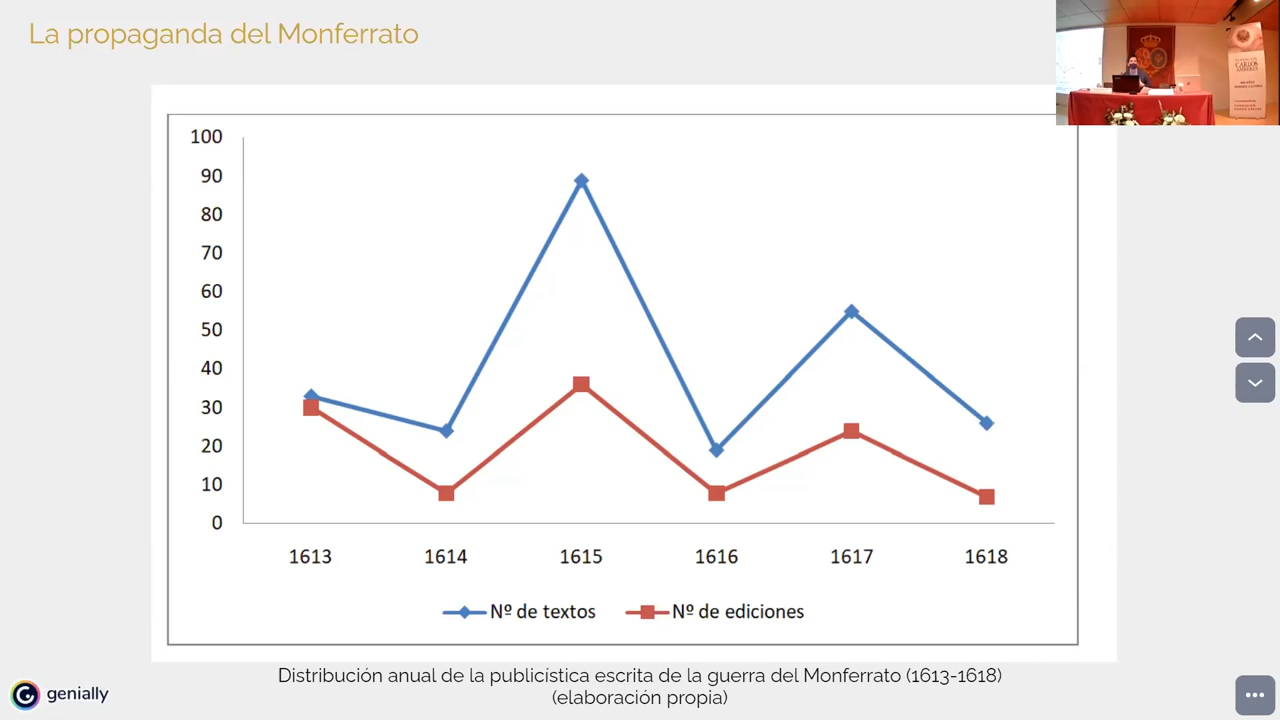 La propaganda del Monferrato
CARLOS
AMBERES
100
90
80
70
60
50
40
30
20
10
0
1613 1614 1615 1616 1617 1618
Nº de textos Nº de ediciones
Distribución anual de la publicística escrita de la guerra del Monferrato (1613-1618)
(elaboración propia)
genially